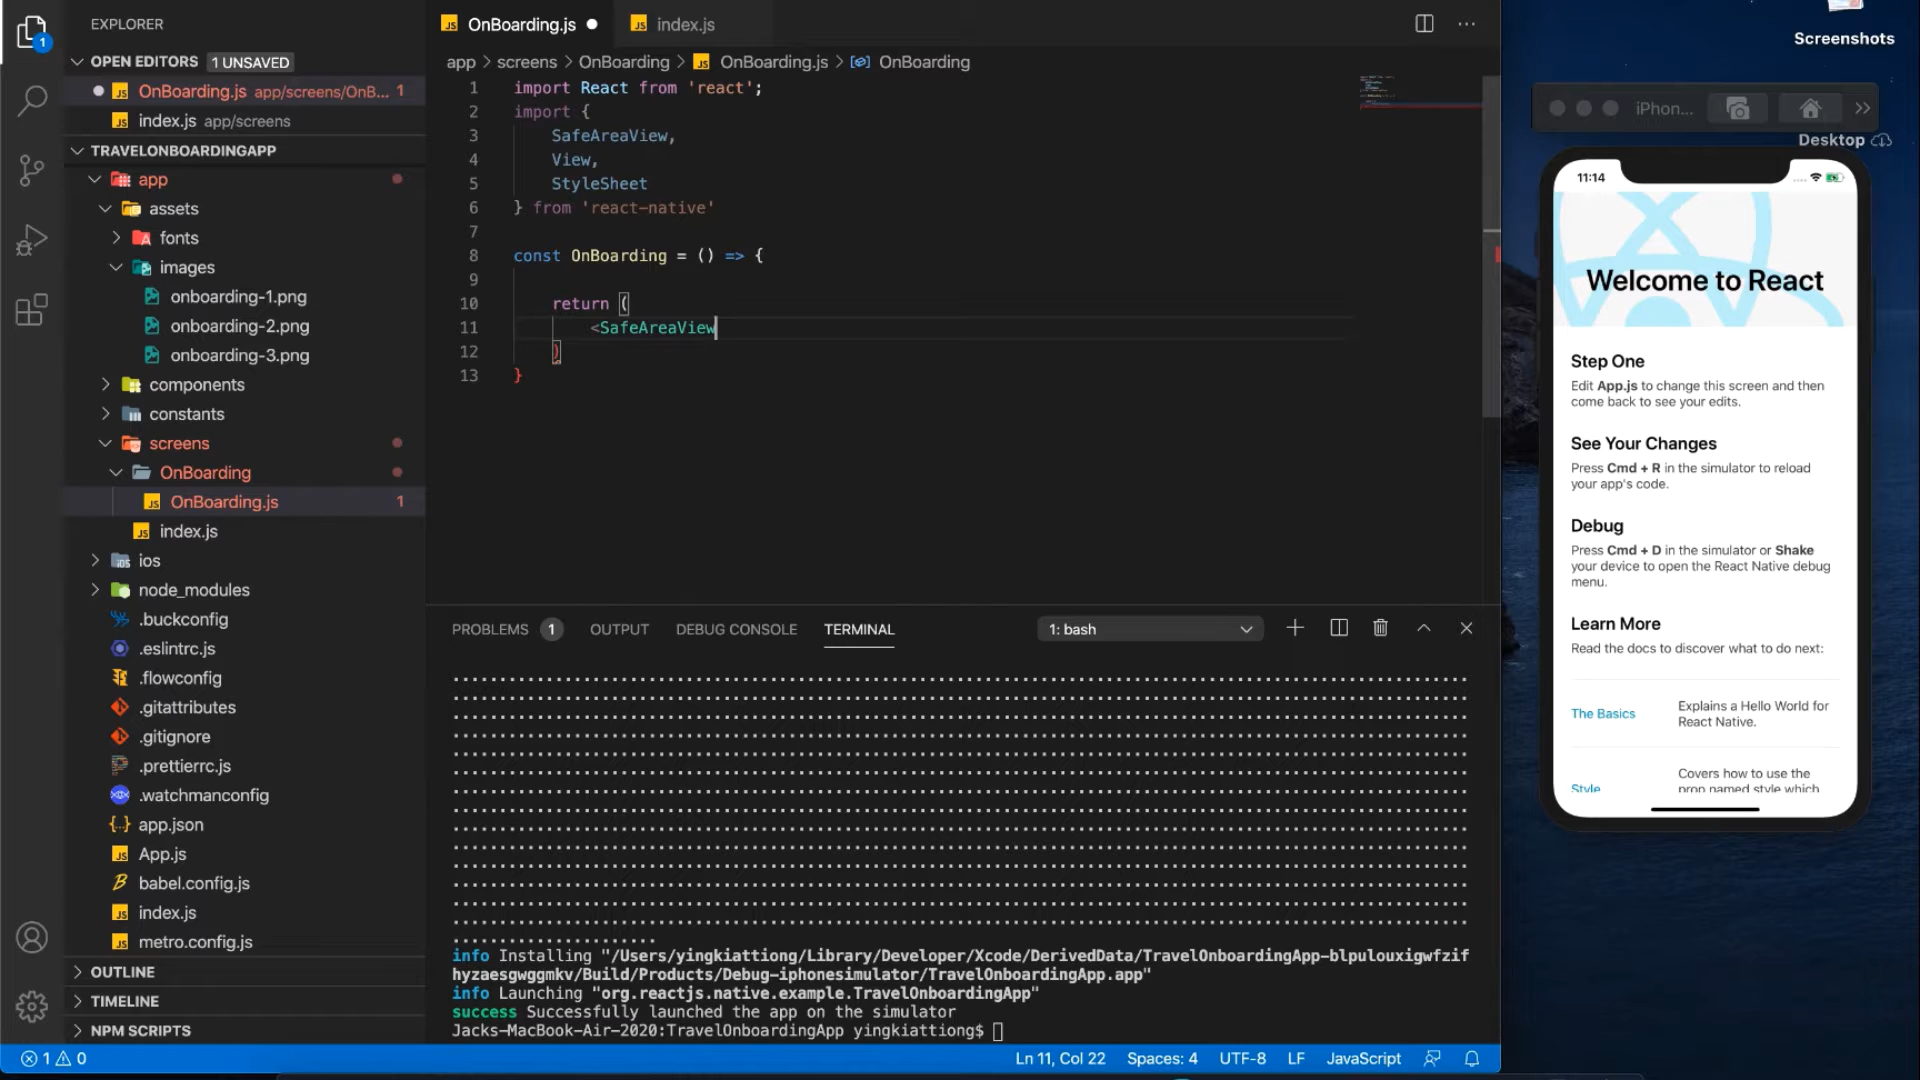 EXPLORER
OPEN EDITORS 1 UNSAVED
OnBoarding.js app/screens/OnB... 1
index.js app/screens
TRAVELONBOARDINGAPP
app
assets
fonts
images
onboarding-1.png
onboarding-2.png
onboarding-3.png
components
constants
screens
OnBoarding
OnBoarding.js 1
index.js
ios
node_modules
.buckconfig
.eslintrc.js
.flowconfig
.gitattributes
.gitignore
.prettierrc.js
.watchmanconfig
app.json
App.js
babel.config.js
index.js
metro.config.js
OUTLINE
TIMELINE
NPM SCRIPTS
1
OnBoarding.js
index.js
app > screens > OnBoarding > JS OnBoarding.js > OnBoarding
1 import React from 'react';
2 import {
3 SafeAreaView,
4 View,
5 StyleSheet
6 } from 'react-native'
7
8 const OnBoarding = () => {
9
10 return (
11 <SafeAreaView
12 )
13 }
PROBLEMS 1 OUTPUT DEBUG CONSOLE TERMINAL 1: bash
info Installing "/Users/yingkiattiong/Library/Developer/Xcode/DerivedData/TravelOnboardingApp-blpulouxigwfzif
hyzaesgwggmkv/Build/Products/Debug-iphonesimulator/TravelOnboardingApp.app"
info Launching "org.reactjs.native.example.TravelOnboardingApp"
success Successfully launched the app on the simulator
Jacks-MacBook-Air-2020:TravelOnboardingApp yingkiattiong$
1 0 Ln 11, Col 22 Spaces: 4 UTF-8 LF JavaScript
Screenshots
iPhon...
Desktop
11:14
Welcome to React
Step One
Edit App.js to change this screen and then
come back to see your edits.
See Your Changes
Press Cmd + R in the simulator to reload
your app's code.
Debug
Press Cmd + D in the simulator or Shake
your device to open the React Native debug
menu.
Learn More
Read the docs to discover what to do next:
The Basics Explains a Hello World for
React Native.
Style Covers how to use the
prop named style which